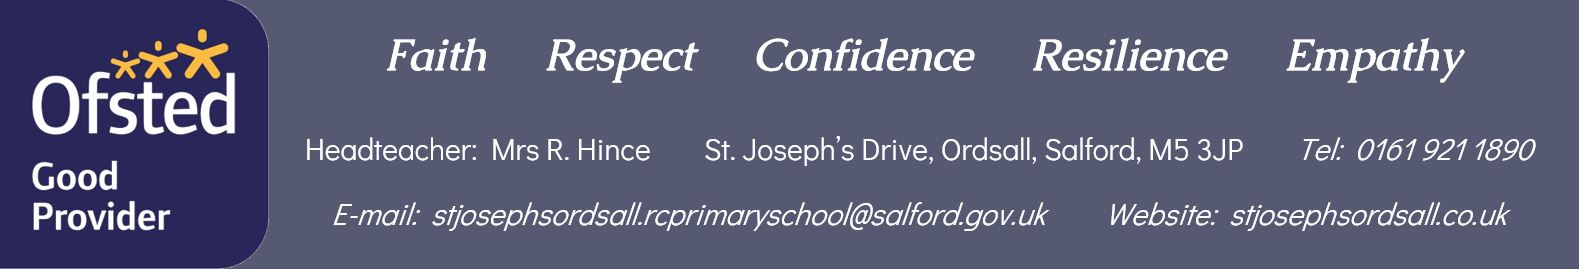 Ofsted
Good
Provider
Faith Respect Confidence Resilience Empathy
Headteacher: Mrs R. Hince St. Joseph's Drive, Ordsall, Salford, M5 3JP Tel: 0161 921 1890
E-mail: stjosephsordsall.rcprimaryschool@salford.gov.uk Website: stjosephsordsall.co.uk